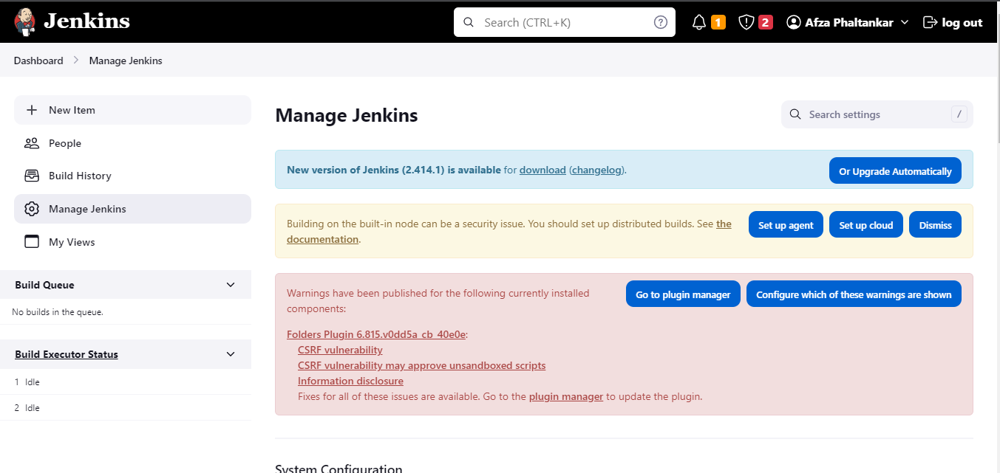 Jenkins
Search (CTRL+K)
?
1
2
Afza Phaltankar
log out
Dashboard
Manage Jenkins
New Item
People
Build History
Manage Jenkins
My Views
Build Queue
No builds in the queue.
Build Executor Status
1 Idle
2 Idle
Manage Jenkins
Search settings
/
New version of Jenkins (2.414.1) is available for download (changelog).
Or Upgrade Automatically
Building on the built-in node can be a security issue. You should set up distributed builds. See the
documentation.
Set up agent
Set up cloud
Dismiss
Warnings have been published for the following currently installed
components:
Go to plugin manager
Configure which of these warnings are shown
Folders Plugin 6.815.v0dd5a_cb_40e0e:
CSRF vulnerability
CSRF vulnerability may approve unsandboxed scripts
Information disclosure
Fixes for all of these issues are available. Go to the plugin manager to update the plugin.
System Configuration